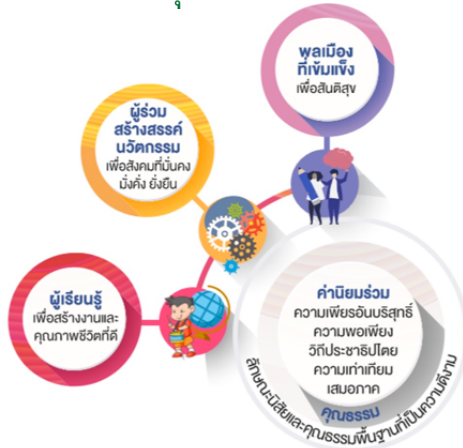 พลเมือง
ที่เข้มแข็ง
เพื่อสันติสุข
ผู้ร่วม
สร้างสรรค์
นวัตกรรม
เพื่อสังคมที่มั่นคง
มั่งคั่ง ยั่งยืน
ผู้เรียนรู้
เพื่อสร้างงานและ
คุณภาพชีวิตที่ดี
ค่านิยมร่วม
ความเพียรอันบริสุทธิ์
ความพอเพียง
วิถีประชาธิปไตย
ความเท่าเทียม
เสมอภาค
คุณธรรม
ลักษณะนิสัยและคุณธรรมพื้นฐานที่เป็นความดีงาม